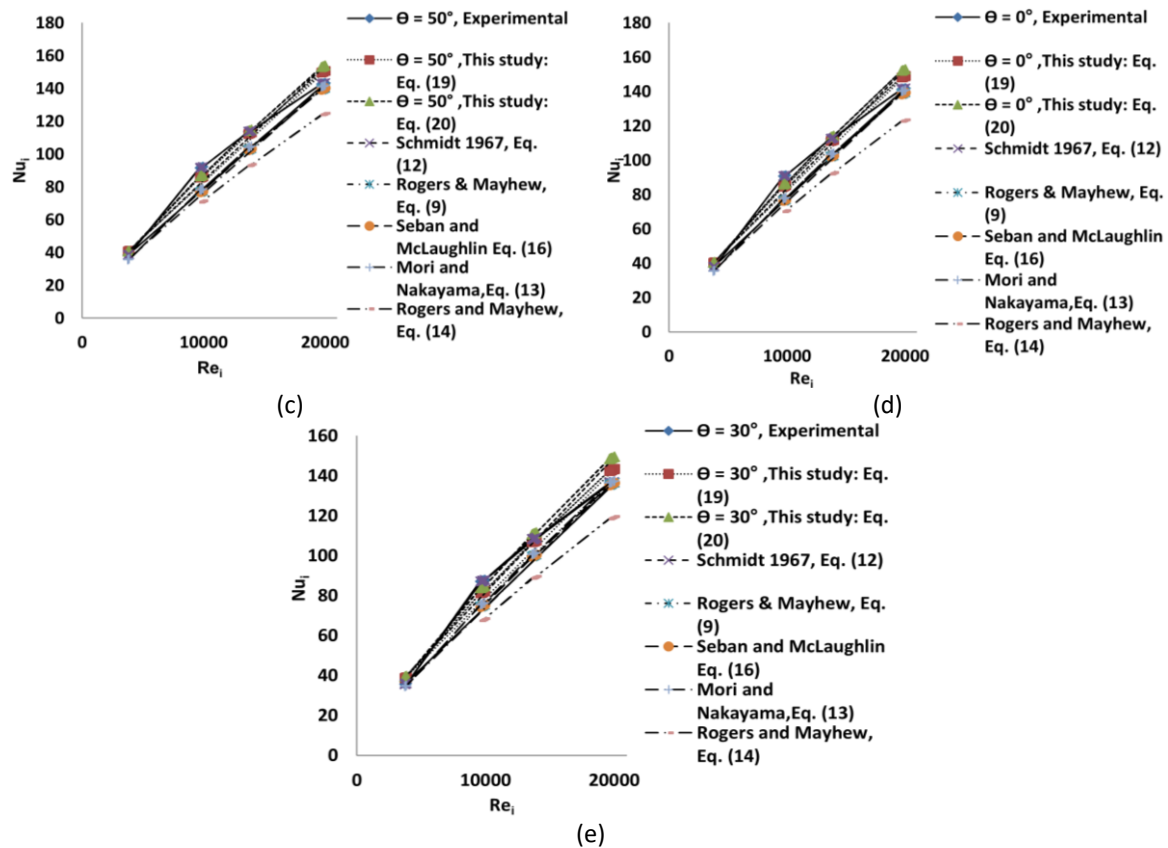 180
160
140
120
100
80
60
40
20
0
Nuᵢ
0
10000
20000
Reᵢ
ϴ = 50°, Experimental
ϴ = 50° ,This study:
Eq. (19)
ϴ = 50° ,This study:
Eq. (20)
Schmidt 1967, Eq.
(12)
Rogers & Mayhew,
Eq. (9)
Seban and
McLaughlin Eq. (16)
Mori and
Nakayama,Eq. (13)
Rogers and Mayhew,
Eq. (14)
(c)
180
160
140
120
100
80
60
40
20
0
Nuᵢ
0
10000
20000
Reᵢ
ϴ = 0°, Experimental
ϴ = 0° ,This study: Eq.
(19)
ϴ = 0° ,This study: Eq.
(20)
Schmidt 1967, Eq. (12)
Rogers & Mayhew, Eq.
(9)
Seban and McLaughlin
Eq. (16)
Mori and
Nakayama,Eq. (13)
Rogers and Mayhew,
Eq. (14)
(d)
160
140
120
100
80
60
40
20
0
Nuᵢ
0
10000
20000
Reᵢ
ϴ = 30°, Experimental
ϴ = 30° ,This study: Eq.
(19)
ϴ = 30° ,This study: Eq.
(20)
Schmidt 1967, Eq. (12)
Rogers & Mayhew, Eq.
(9)
Seban and McLaughlin
Eq. (16)
Mori and
Nakayama,Eq. (13)
Rogers and Mayhew,
Eq. (14)
(e)